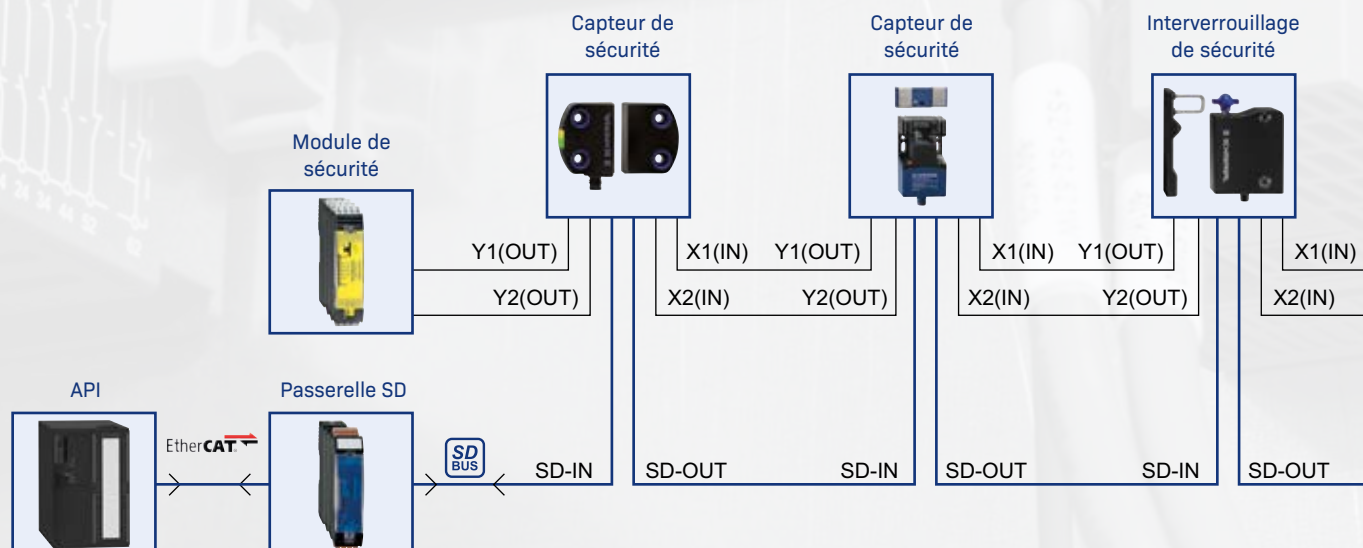 Capteur de
sécurité
Capteur de
sécurité
Interverrouillage
de sécurité
Module de
sécurité
Y1(OUT)
X1(IN)
Y1(OUT)
X1(IN)
Y1(OUT)
X1(IN)
Y2(OUT)
X2(IN)
Y2(OUT)
X2(IN)
Y2(OUT)
X2(IN)
API
Passerelle SD
EtherCAT
SD
BUS
SD-IN
SD-OUT
SD-IN
SD-OUT
SD-IN
SD-OUT